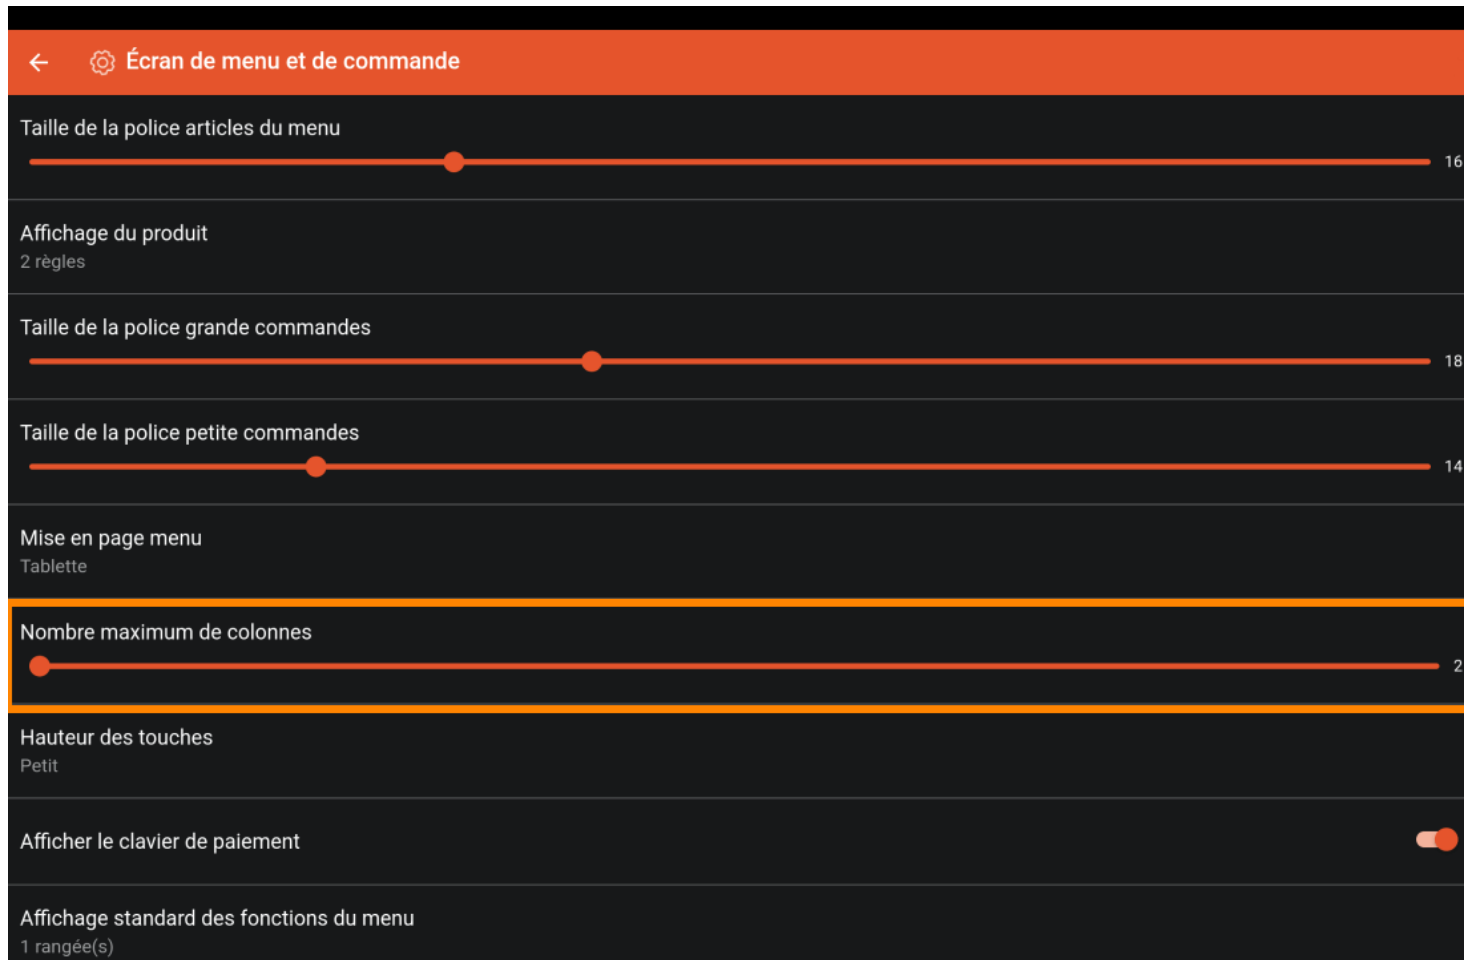 Écran de menu et de commande
Taille de la police articles du menu
16
Affichage du produit
2 règles
Taille de la police grande commandes
18
Taille de la police petite commandes
14
Mise en page menu
Tablette
Nombre maximum de colonnes
2
Hauteur des touches
Petit
Afficher le clavier de paiement
Affichage standard des fonctions du menu
1 rangée(s)